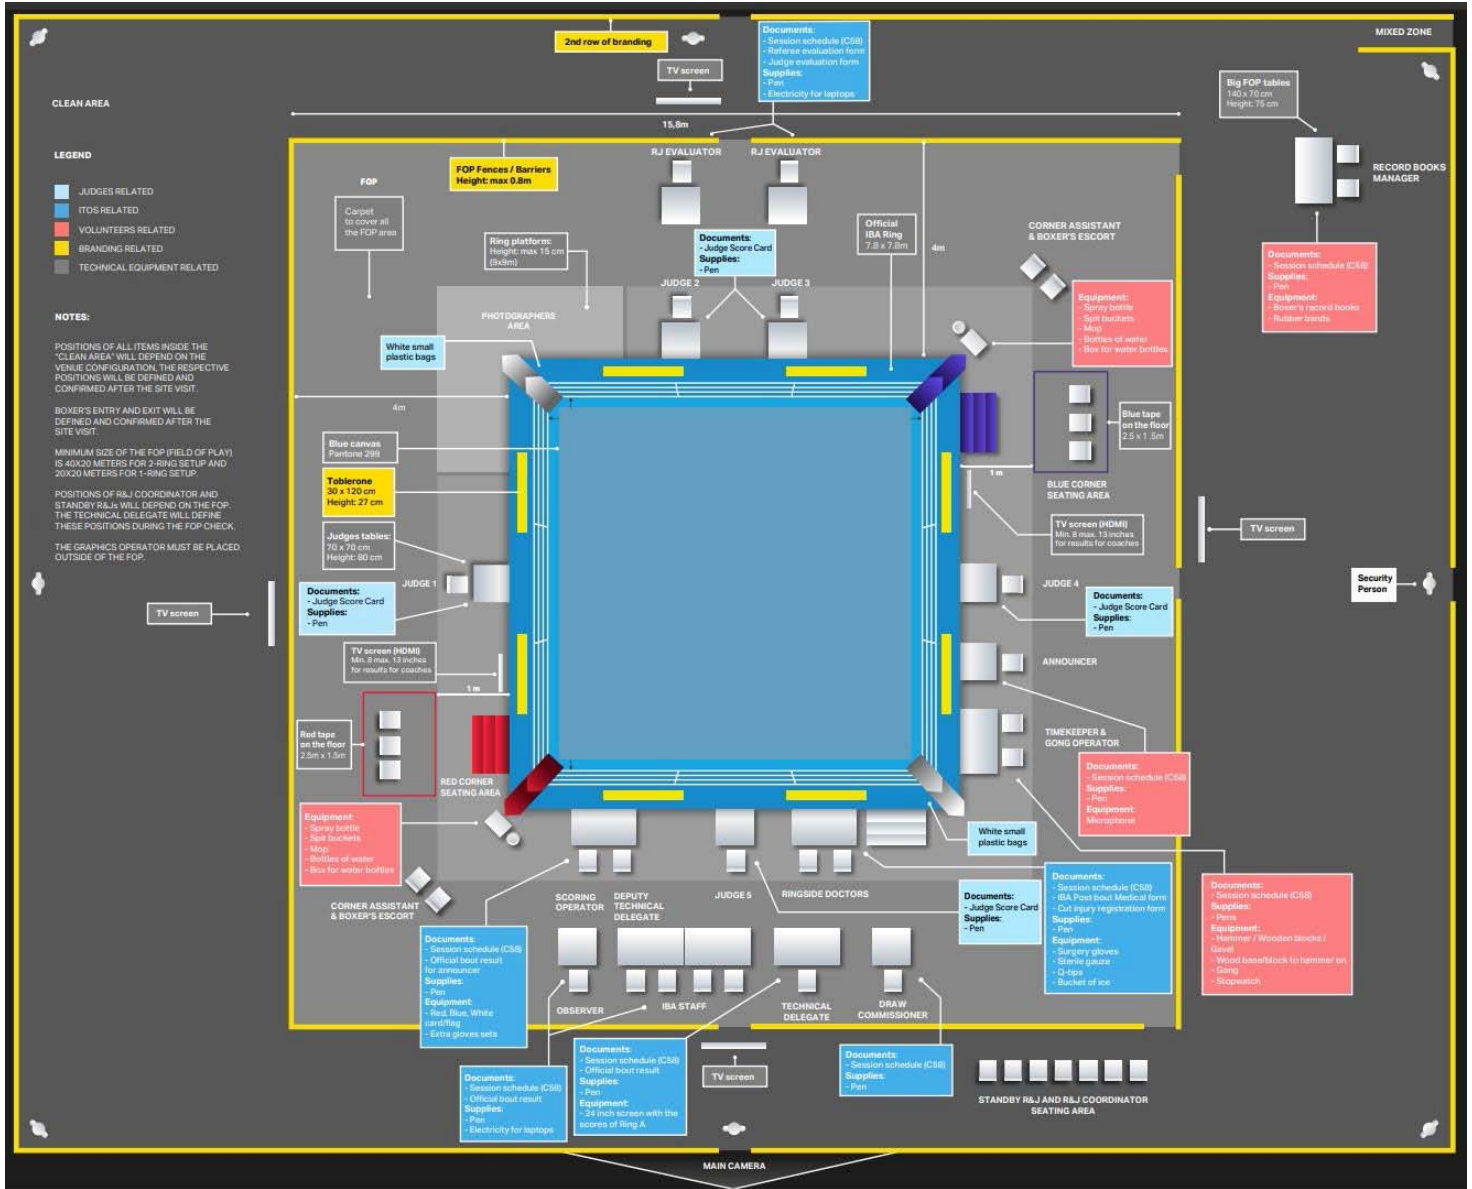 2nd row of branding
TV screen
Documents:
- Session schedule (C58)
- Referee evaluation form
- Judge evaluation form
Supplies:
- Pen
- Electricity for laptops
MIXED ZONE
CLEAN AREA
LEGEND
JUDGES RELATED
ITOS RELATED
VOLUNTEERS RELATED
BRANDING RELATED
TECHNICAL EQUIPMENT RELATED
NOTES:
POSITIONS OF ALL ITEMS INSIDE THE
"CLEAN AREA" WILL DEPEND ON THE
VENUE CONFIGURATION, THE RESPECTIVE
POSITIONS WILL BE DEFINED AND
CONFIRMED AFTER THE SITE VISIT.
BOXER'S ENTRY AND EXIT WILL BE
DEFINED AND CONFIRMED AFTER THE
SITE VISIT.
MINIMUM SIZE OF THE FOP (FIELD OF PLAY)
IS 40X20 METERS FOR 2-RING SETUP AND
20X20 METERS FOR 1-RING SETUP.
POSITIONS OF R&J COORDINATOR AND
STANDBY R&Js WILL DEPEND ON THE FOP.
THE TECHNICAL DELEGATE WILL DEFINE
THESE POSITIONS DURING THE FOP CHECK.
THE GRAPHICS OPERATOR MUST BE PLACED
OUTSIDE OF THE FOP.
15,8m
RJ EVALUATOR
RJ EVALUATOR
FOP Fences / Barriers
Height: max 0.8m
FOP
Carpet
to cover all
the FOP area
Ring platform:
Height: max 15 cm
(9x9m)
Documents:
- Judge Score Card
Supplies:
- Pen
Official
IBA Ring
7.8 x 7.8m
4m
Big FOP tables
140 x 70 cm
Height: 75 cm
RECORD BOOKS
MANAGER
Documents:
- Session schedule (C58)
Supplies:
- Pen
Equipment:
- Boxer's record books
- Rubber bands
CORNER ASSISTANT
& BOXER'S ESCORT
Equipment:
- Spray bottle
- Spit buckets
- Mop
- Bottles of water
- Box for water bottles
JUDGE 2
JUDGE 3
PHOTOGRAPHERS
AREA
White small
plastic bags
4m
Blue canvas
Pantone 299
Toblerone
30 x 120 cm
Height: 27 cm
Judges tables:
70 x 70 cm
Height: 80 cm
JUDGE 1
Documents:
- Judge Score Card
Supplies:
- Pen
TV screen
TV screen (HDMI)
Min. 8 max. 13 inches
for results for coaches
1 m
Red tape
on the floor
2.5m x 1.5m
RED CORNER
SEATING AREA
Equipment:
- Spray bottle
- Spit buckets
- Mop
- Bottles of water
- Box for water bottles
CORNER ASSISTANT
& BOXER'S ESCORT
Blue tape
on the floor
2.5 x 1 .5m
1 m
BLUE CORNER
SEATING AREA
TV screen (HDMI)
Min. 8 max. 13 inches
for results for coaches
TV screen
Security
Person
JUDGE 4
Documents:
- Judge Score Card
Supplies:
- Pen
ANNOUNCER
TIMEKEEPER &
GONG OPERATOR
Documents:
- Session schedule (C58)
Supplies:
- Pen
Equipment:
Microphone
White small
plastic bags
SCORING
OPERATOR
DEPUTY
TECHNICAL
DELEGATE
JUDGE 5
RINGSIDE DOCTORS
Documents:
- Judge Score Card
Supplies:
- Pen
Documents:
- Session schedule (C58)
- IBA Post bout Medical form
- Cut injury registration form
Supplies:
- Pen
Equipment:
- Surgery gloves
- Sterile gauze
- Q-tips
- Bucket of ice
Documents:
- Session schedule (C58)
Supplies:
- Pens
Equipment:
- Hammer / Wooden blocks /
Gavel
- Wood base/block to hammer on
- Gong
- Stopwatch
Documents:
- Session schedule (C58)
- Official bout result
for announcer
Supplies:
- Pen
Equipment:
- Red, Blue, White
card/flag
- Extra gloves sets
OBSERVER
IBA STAFF
TECHNICAL
DELEGATE
DRAW
COMMISSIONER
Documents:
- Session schedule (C58)
- Official bout result
Supplies:
- Pen
- Electricity for laptops
Documents:
- Session schedule (C58)
- Official bout result
Supplies:
- Pen
Equipment:
- 24 inch screen with the
scores of Ring A
TV screen
Documents:
- Session schedule (C58)
Supplies:
- Pen
STANDBY R&J AND R&J COORDINATOR
SEATING AREA
MAIN CAMERA